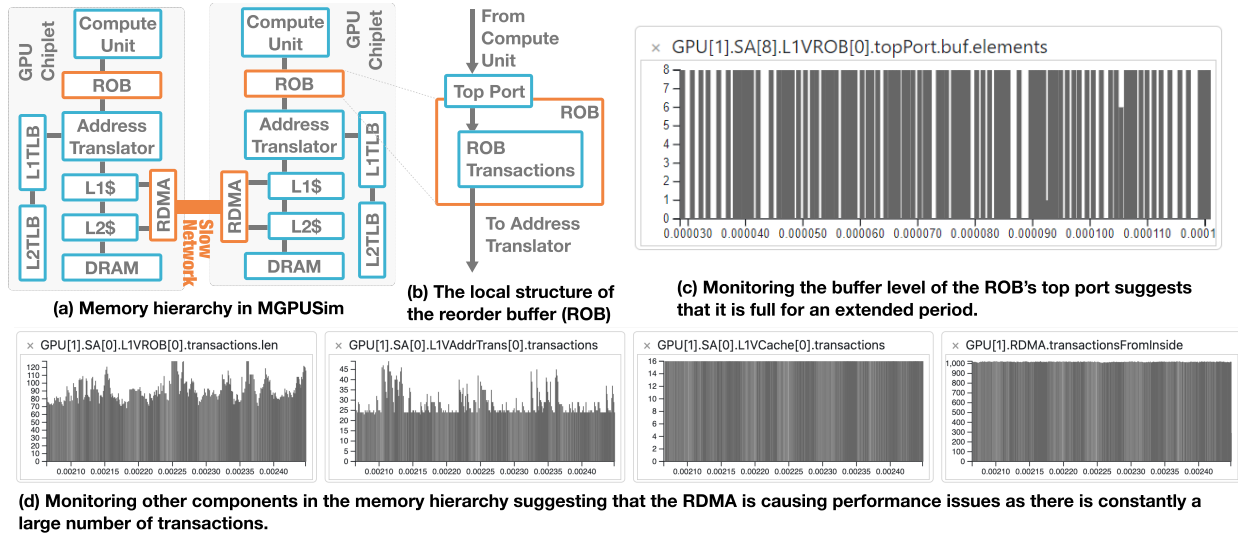 GPU Chiplet
Compute Unit
ROB
Address Translator
L1TLB
L2TLB
L1$
L2$
DRAM
RDMA
Slow Network
RDMA
Compute Unit
GPU Chiplet
ROB
Address Translator
L1TLB
L2TLB
L1$
L2$
DRAM
(a) Memory hierarchy in MGPUSim
From
Compute
Unit
Top Port
ROB
ROB
Transactions
To Address
Translator
(b) The local structure of
the reorder buffer (ROB)
× GPU[1].SA[8].L1VROB[0].topPort.buf.elements
8
7
6
5
4
3
2
1
0
0.000030 0.000040 0.000050 0.000060 0.000070 0.000080 0.000090 0.000100 0.000110 0.0001
(c) Monitoring the buffer level of the ROB's top port suggests
that it is full for an extended period.
× GPU[1].SA[0].L1VROB[0].transactions.len
120
110
100
90
80
70
60
50
40
30
20
10
0
0.00210 0.00215 0.00220 0.00225 0.00230 0.00235 0.00240
× GPU[1].SA[0].L1VAddrTrans[0].transactions
45
40
35
30
25
20
15
10
5
0
0.00210 0.00215 0.00220 0.00225 0.00230 0.00235 0.00240
× GPU[1].SA[0].L1VCache[0].transactions
16
14
12
10
8
6
4
2
0
0.00210 0.00215 0.00220 0.00225 0.00230 0.00235 0.00240
× GPU[1].RDMA.transactionsFromInside
1,000
900
800
700
600
500
400
300
200
100
0
0.00210 0.00215 0.00220 0.00225 0.00230 0.00235 0.00240
(d) Monitoring other components in the memory hierarchy suggesting that the RDMA is causing performance issues as there is constantly a
large number of transactions.